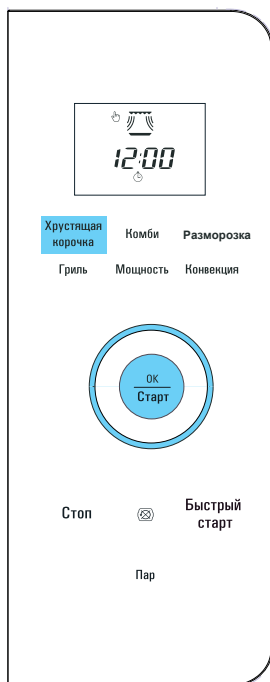 12:00
Хрустящая Комби Разморозка
корочка
Гриль Мощность Конвекция
OK
Старт
Стоп Быстрый
старт
Пар